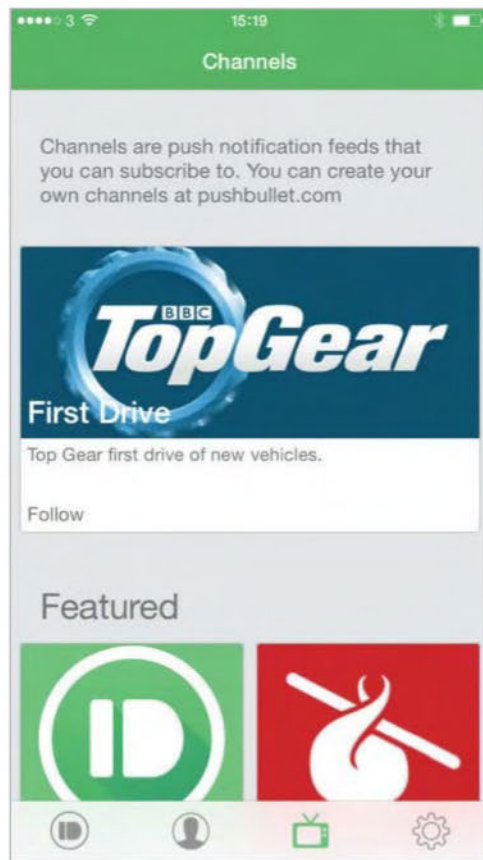 3 15:19
Channels
Channels are push notification feeds that
you can subscribe to. You can create your
own channels at pushbullet.com
BBC
TopGear
First Drive
Top Gear first drive of new vehicles.
Follow
Featured